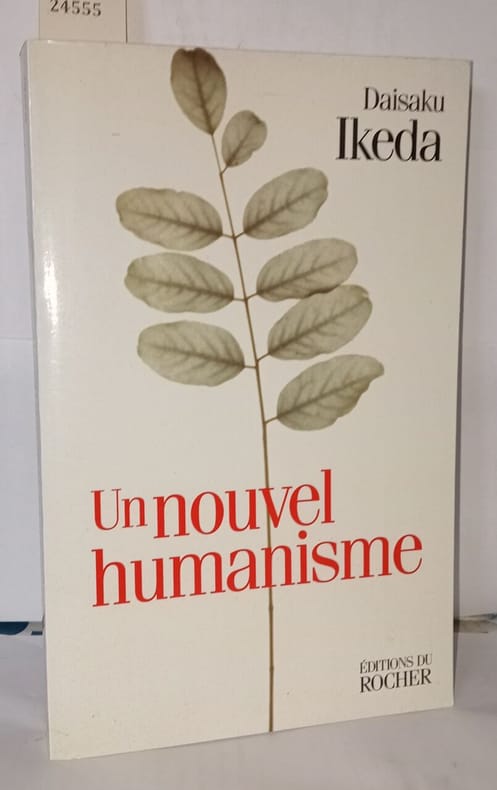 24555
Daisaku
Ikeda
Un nouvel
humanisme
ÉDITIONS DU
ROCHER